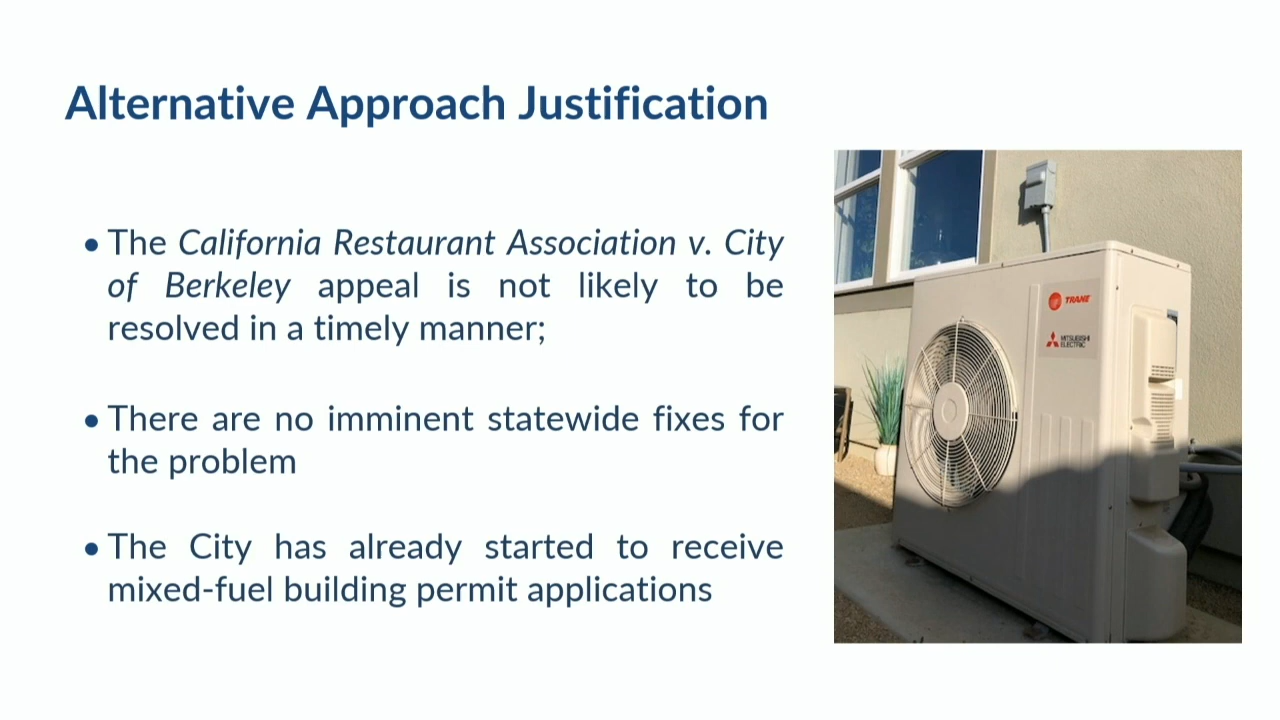 Alternative Approach Justification
• The California Restaurant Association v. City
of Berkeley appeal is not likely to be
resolved in a timely manner;
• There are no imminent statewide fixes for
the problem
• The City has already started to receive
mixed-fuel building permit applications
TRANE
MITSUBISHI
ELECTRIC